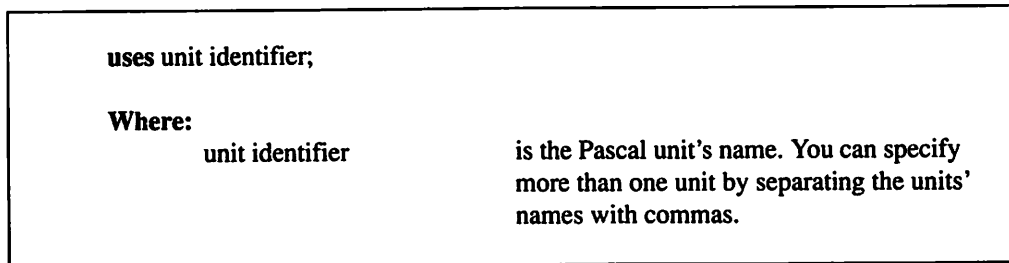 uses unit identifier;
Where:
unit identifier is the Pascal unit's name. You can specify
more than one unit by separating the units'
names with commas.